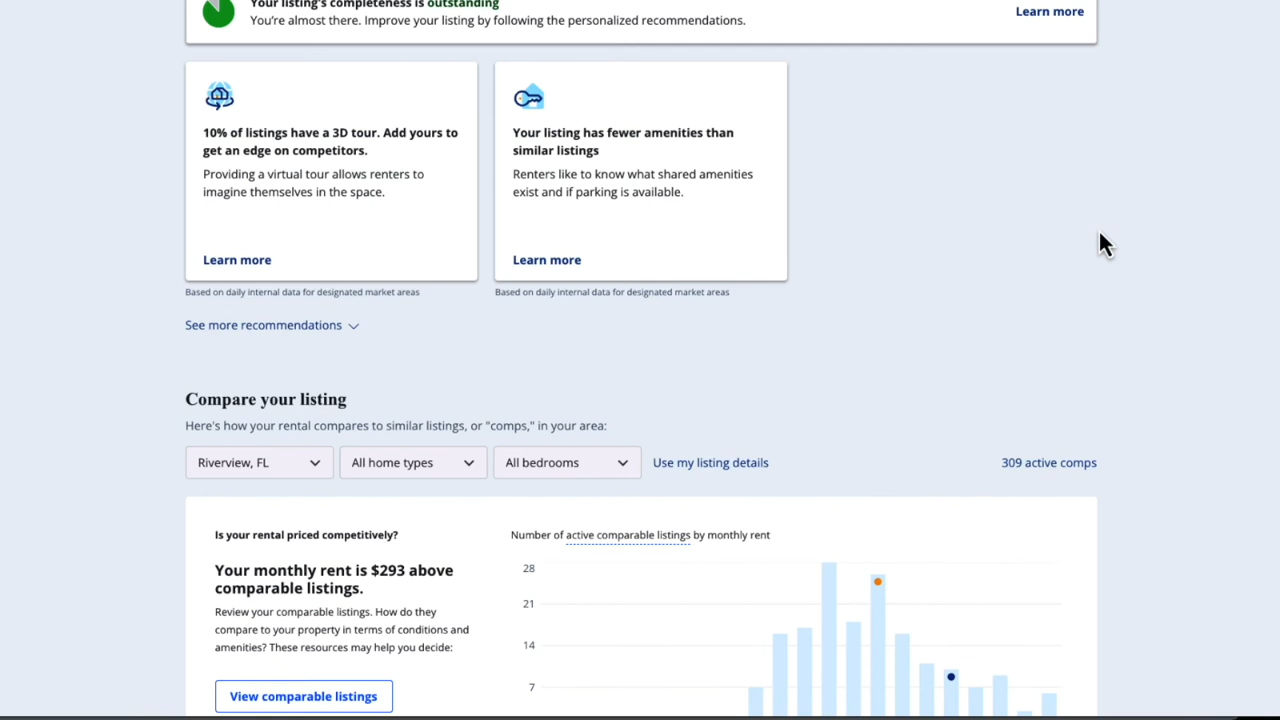 Your listing's completeness is outstanding
You're almost there. Improve your listing by following the personalized recommendations.
Learn more
10% of listings have a 3D tour. Add yours to
get an edge on competitors.
Providing a virtual tour allows renters to
imagine themselves in the space.
Learn more
Based on daily internal data for designated market areas
Your listing has fewer amenities than
similar listings
Renters like to know what shared amenities
exist and if parking is available.
Learn more
Based on daily internal data for designated market areas
See more recommendations
Compare your listing
Here's how your rental compares to similar listings, or "comps," in your area:
Riverview, FL
All home types
All bedrooms
Use my listing details
309 active comps
Is your rental priced competitively?
Your monthly rent is $293 above
comparable listings.
Review your comparable listings. How do they
compare to your property in terms of conditions and
amenities? These resources may help you decide:
View comparable listings
Number of active comparable listings by monthly rent
28
21
14
7